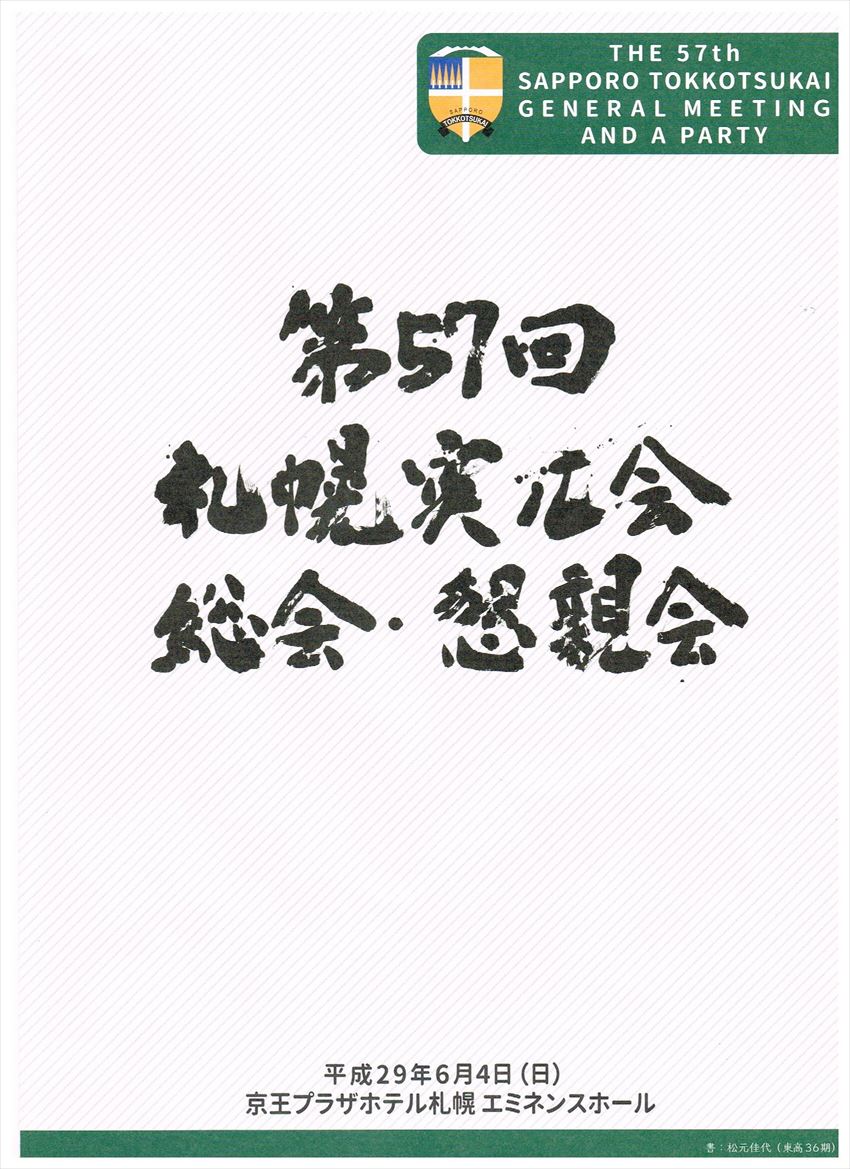 THE 57th
SAPPORO TOKKOTSUKAI
GENERAL MEETING
AND A PARTY
SAPPORO
TOKKOTSUKAI
第57回
札幌突兀会
総会・懇親会
平成29年6月4日（日）
京王プラザホテル札幌 エミネンスホール
書：松元佳代（東高36期）